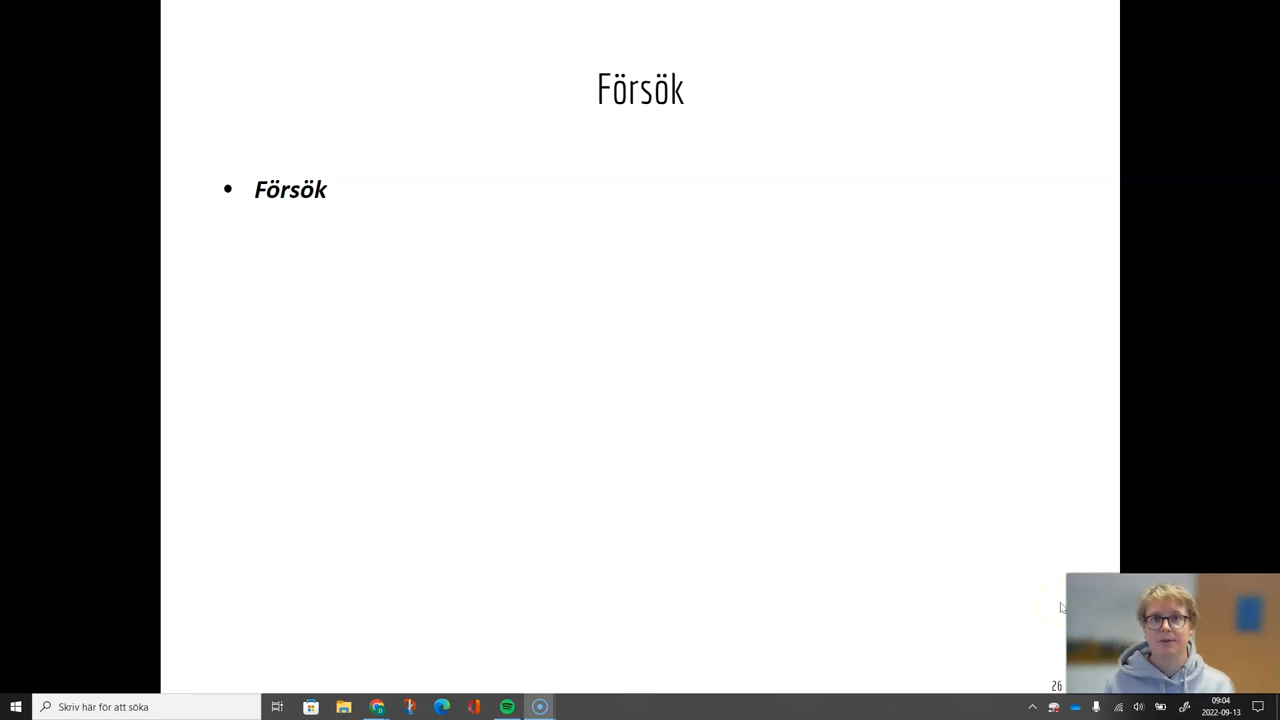 Försök
• Försök
26
Skriv här för att söka
09:04
2022-09-13